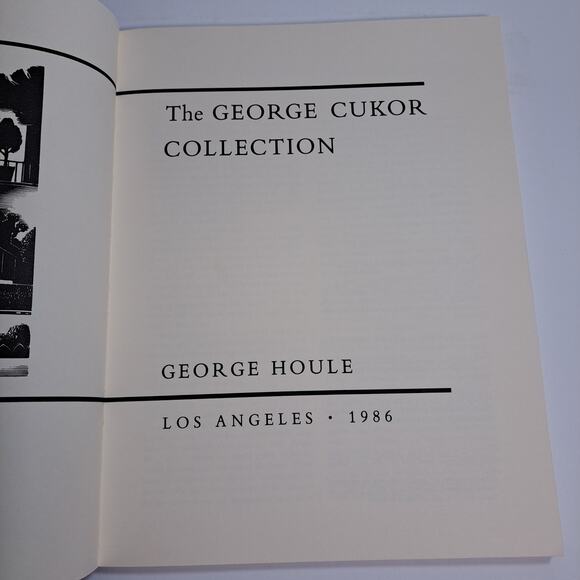 The GEORGE CUKOR
COLLECTION
GEORGE HOULE
LOS ANGELES • 1986